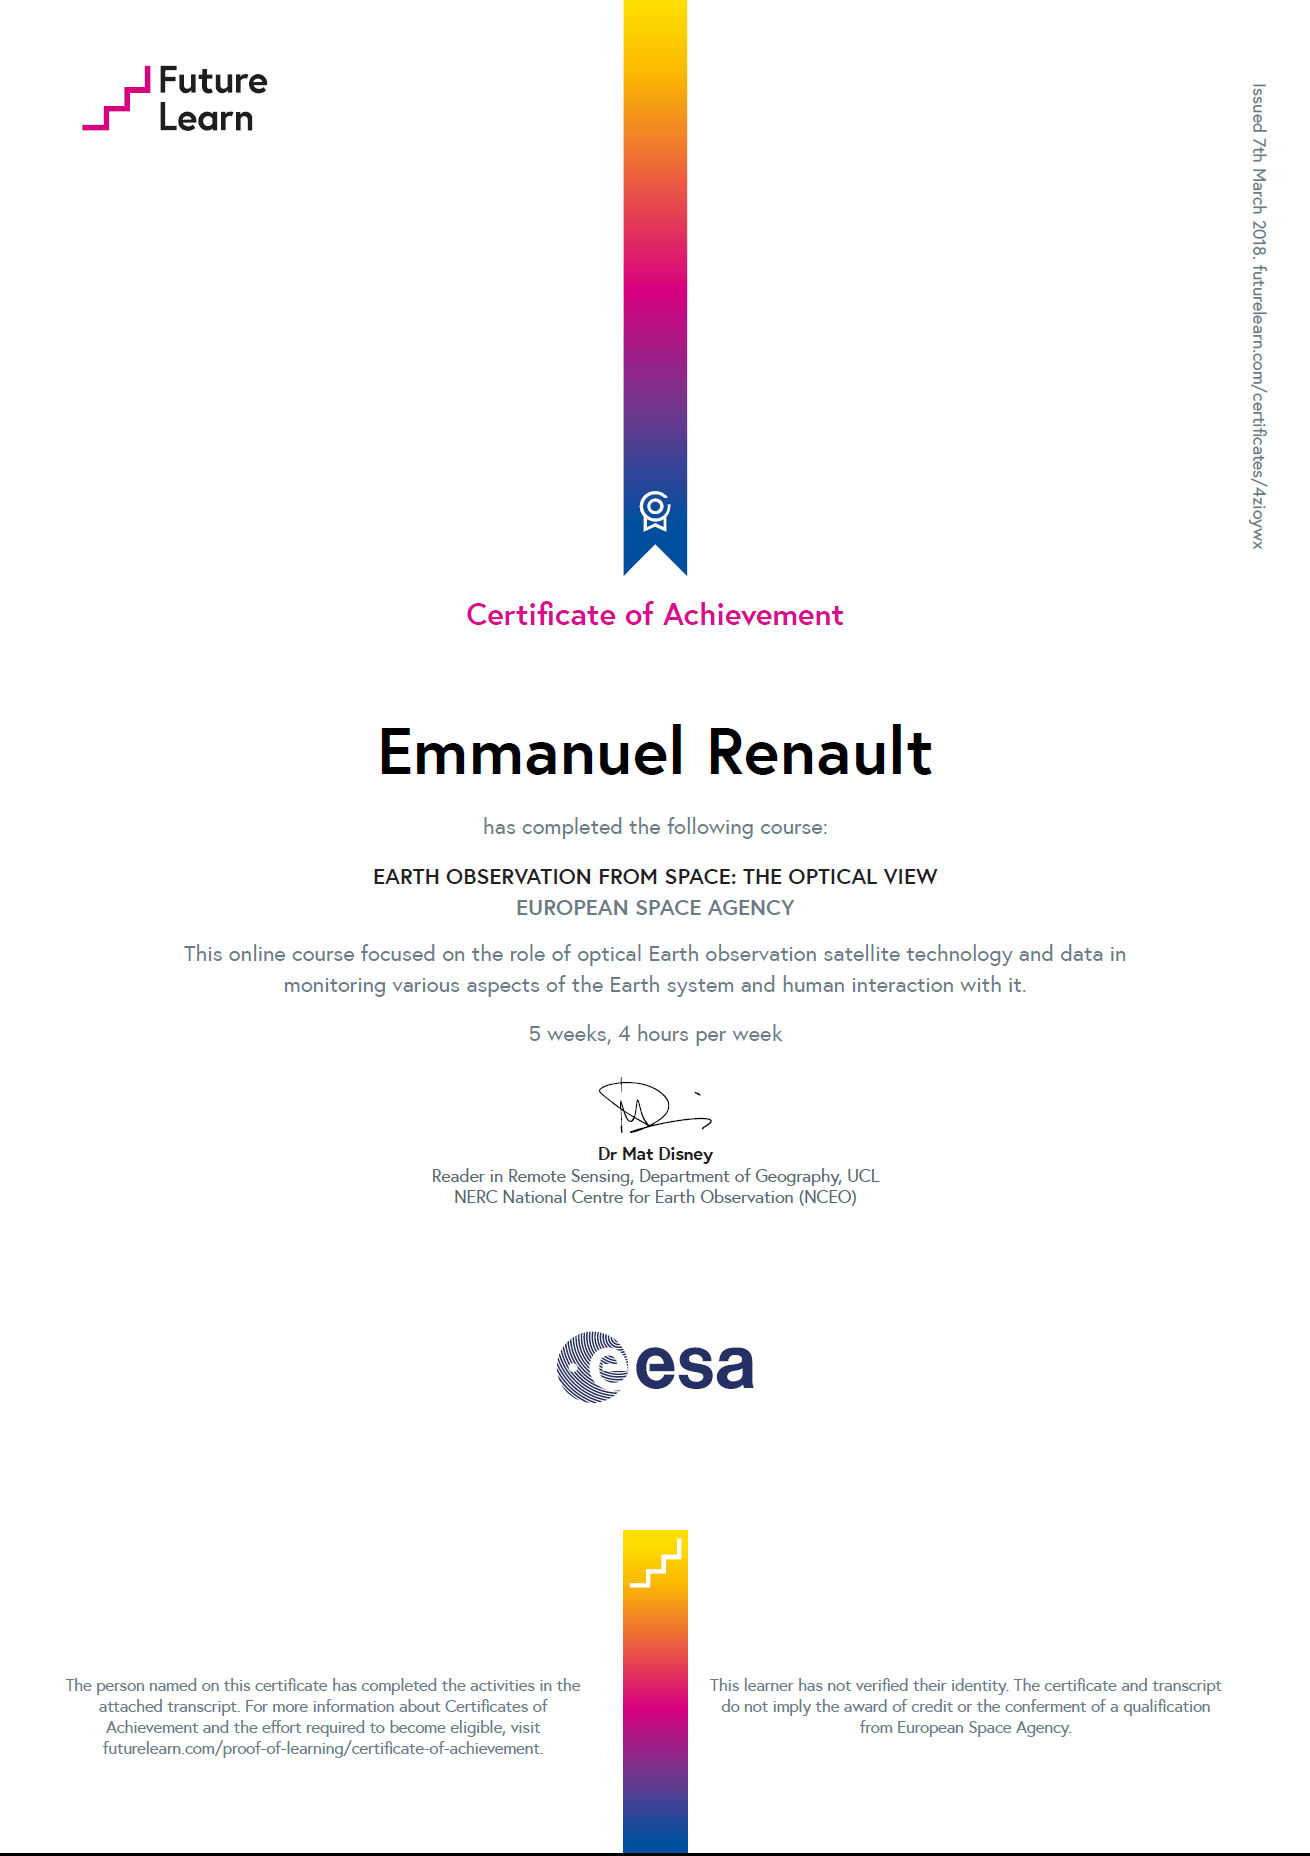 Future
Learn
Issued 7th March 2018. futurelearn.com/certificates/4zioywx
Certificate of Achievement
Emmanuel Renault
has completed the following course:
EARTH OBSERVATION FROM SPACE: THE OPTICAL VIEW
EUROPEAN SPACE AGENCY
This online course focused on the role of optical Earth observation satellite technology and data in
monitoring various aspects of the Earth system and human interaction with it.
5 weeks, 4 hours per week
Dr Mat Disney
Reader in Remote Sensing, Department of Geography, UCL
NERC National Centre for Earth Observation (NCEO)
esa
The person named on this certificate has completed the activities in the
attached transcript. For more information about Certificates of
Achievement and the effort required to become eligible, visit
futurelearn.com/proof-of-learning/certificate-of-achievement.
This learner has not verified their identity. The certificate and transcript
do not imply the award of credit or the conferment of a qualification
from European Space Agency.